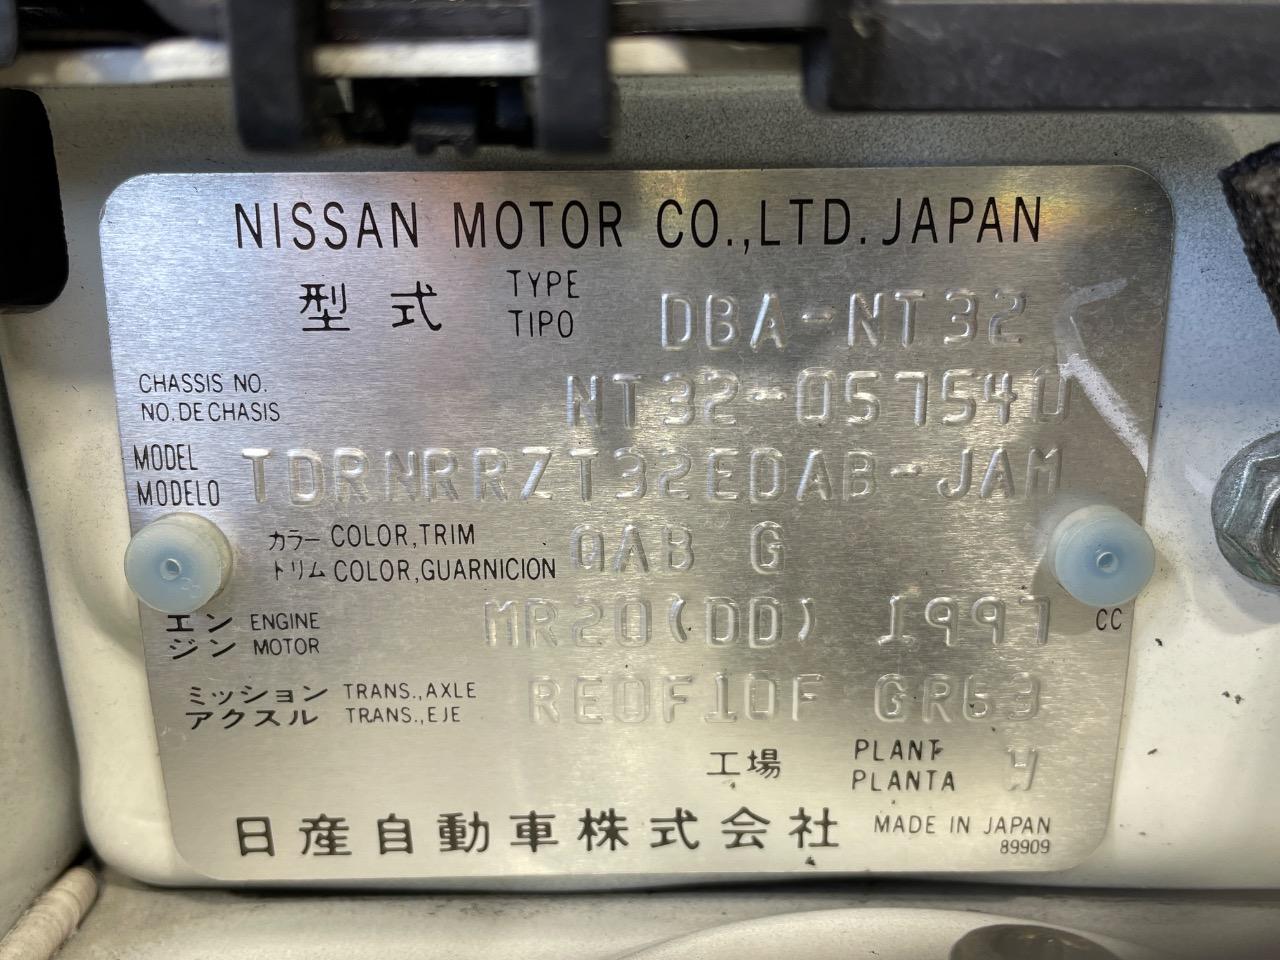 NISSAN MOTOR CO.,LTD. JAPAN
型式 TYPE DBA-NT32
TIPO
CHASSIS NO. NT32-057540
NO. DE CHASIS
MODEL TDRNRRZT32EDAB-JAM
MODELO
カラー COLOR,TRIM QAB G
トリム COLOR,GUARNICION
エン ENGINE MR20(DD) 1997 CC
ジン MOTOR
ミッション TRANS.,AXLE RE0F10F GR63
アクスル TRANS.,EJE
工場 PLANT W
PLANTA
日産自動車株式会社 MADE IN JAPAN
89909